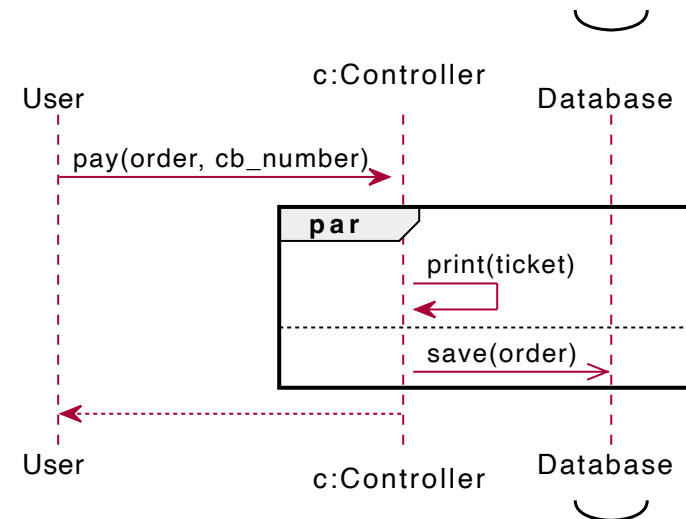 c:Controller
User
Database
pay(order, cb_number)
par
print(ticket)
save(order)
User
c:Controller
Database